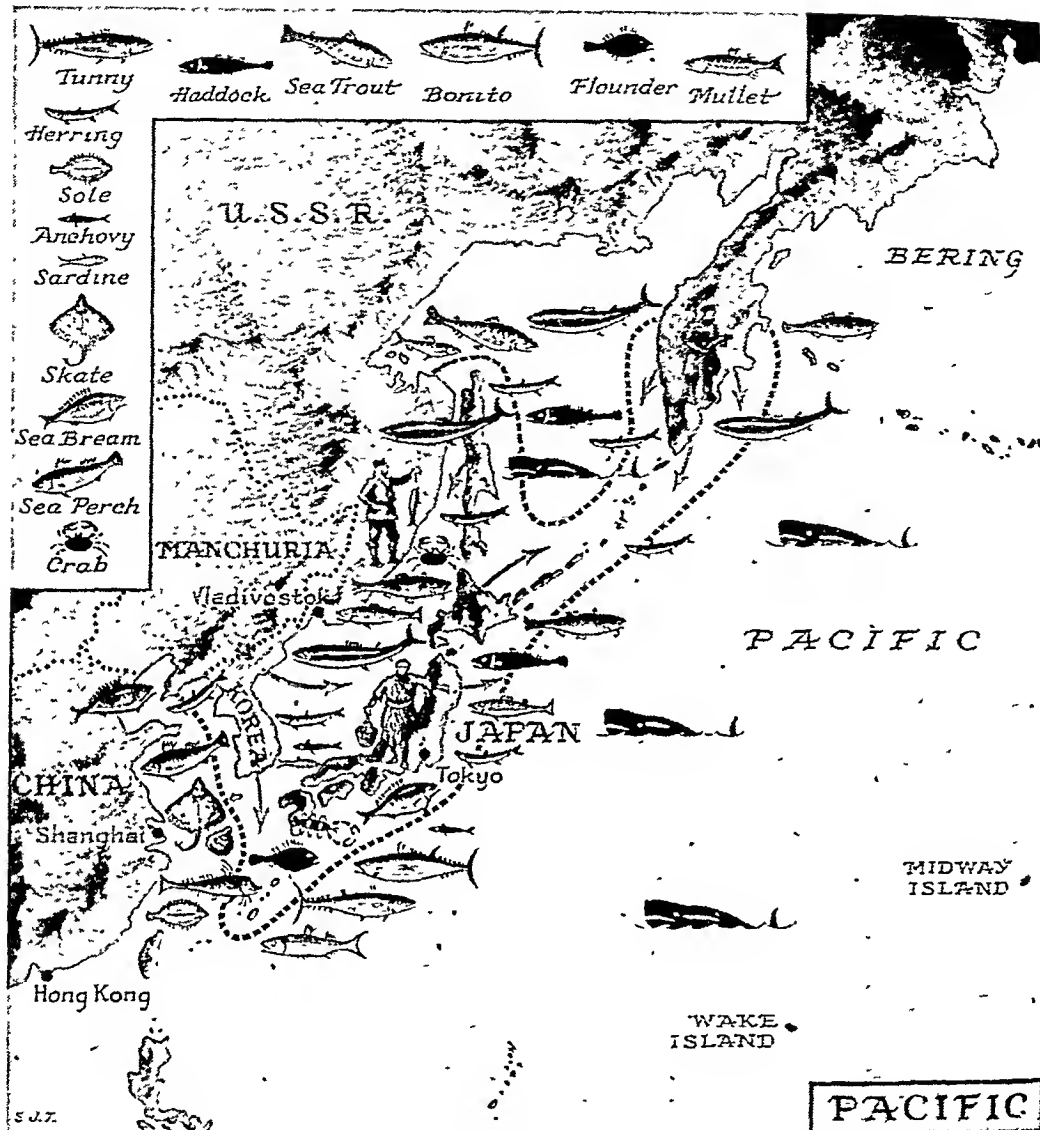 Tunny
Haddock
Sea Trout
Bonito
Flounder
Mullet
Herring
Sole
Anchovy
Sardine
Skate
Sea Bream
Sea Perch
Crab
U.S.S.R.
BERING
MANCHURIA
Vladivostok
PACIFIC
KOREA
JAPAN
Tokyo
CHINA
Shanghai
MIDWAY
ISLAND
Hong Kong
WAKE
ISLAND
S.J.T.
PACIFIC